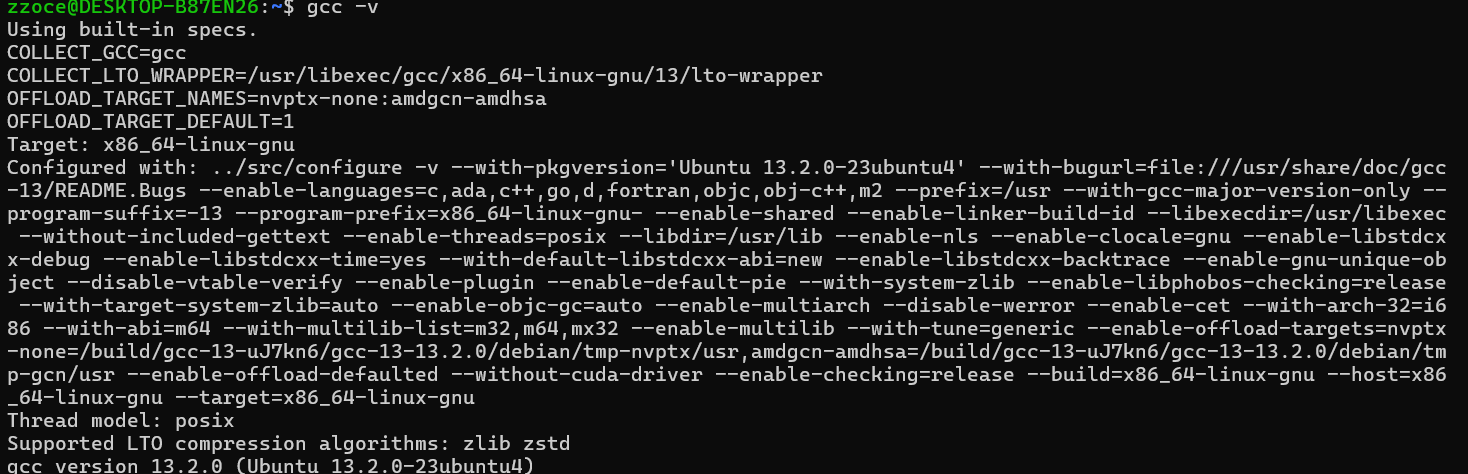 zzoce@DESKTOP-B87EN26:~$ gcc -v
Using built-in specs.
COLLECT_GCC=gcc
COLLECT_LTO_WRAPPER=/usr/libexec/gcc/x86_64-linux-gnu/13/lto-wrapper
OFFLOAD_TARGET_NAMES=nvptx-none:amdgcn-amdhsa
OFFLOAD_TARGET_DEFAULT=1
Target: x86_64-linux-gnu
Configured with: ../src/configure -v --with-pkgversion='Ubuntu 13.2.0-23ubuntu4' --with-bugurl=file:///usr/share/doc/gcc
-13/README.Bugs --enable-languages=c,ada,c++,go,d,fortran,objc,obj-c++,m2 --prefix=/usr --with-gcc-major-version-only --
program-suffix=-13 --program-prefix=x86_64-linux-gnu- --enable-shared --enable-linker-build-id --libexecdir=/usr/libexec
 --without-included-gettext --enable-threads=posix --libdir=/usr/lib --enable-nls --enable-clocale=gnu --enable-libstdcx
x-debug --enable-libstdcxx-time=yes --with-default-libstdcxx-abi=new --enable-libstdcxx-backtrace --enable-gnu-unique-ob
ject --disable-vtable-verify --enable-plugin --enable-default-pie --with-system-zlib --enable-libphobos-checking=release
 --with-target-system-zlib=auto --enable-objc-gc=auto --enable-multiarch --disable-werror --enable-cet --with-arch-32=i6
86 --with-abi=m64 --with-multilib-list=m32,m64,mx32 --enable-multilib --with-tune=generic --enable-offload-targets=nvptx
-none=/build/gcc-13-uJ7kn6/gcc-13-13.2.0/debian/tmp-nvptx/usr,amdgcn-amdhsa=/build/gcc-13-uJ7kn6/gcc-13-13.2.0/debian/tm
p-gcn/usr --enable-offload-defaulted --without-cuda-driver --enable-checking=release --build=x86_64-linux-gnu --host=x86
_64-linux-gnu --target=x86_64-linux-gnu
Thread model: posix
Supported LTO compression algorithms: zlib zstd
gcc version 13.2.0 (Ubuntu 13.2.0-23ubuntu4)